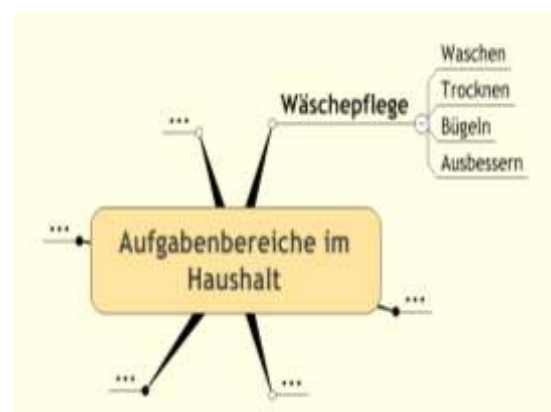 Waschen
Trocknen
Wäschepflege
Bügeln
Ausbessern
...
...
Aufgabenbereiche im
Haushalt
...
...
...